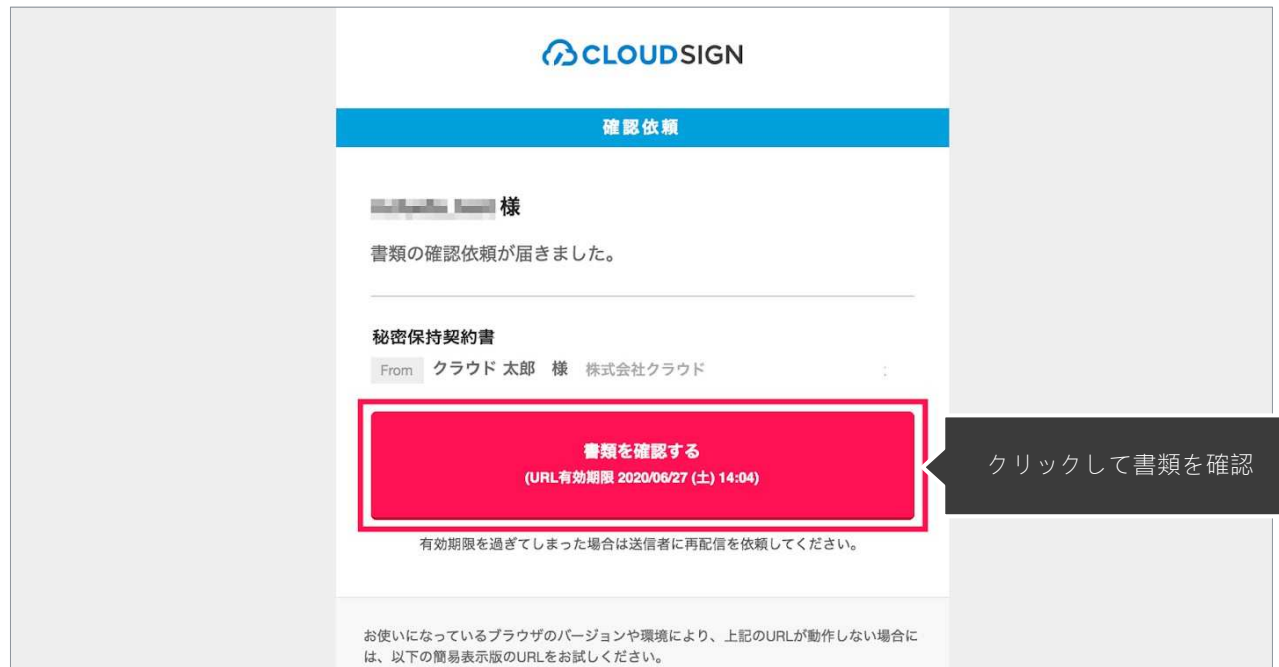 CLOUDSIGN
確認依頼
様
書類の確認依頼が届きました。
秘密保持契約書
From クラウド 太郎 様 株式会社クラウド :
書類を確認する
(URL有効期限 2020/06/27 (土) 14:04)
クリックして書類を確認
有効期限を過ぎてしまった場合は送信者に再配信を依頼してください。
お使いになっているブラウザのバージョンや環境により、上記のURLが動作しない場合に
は、以下の簡易表示版のURLをお試しください。